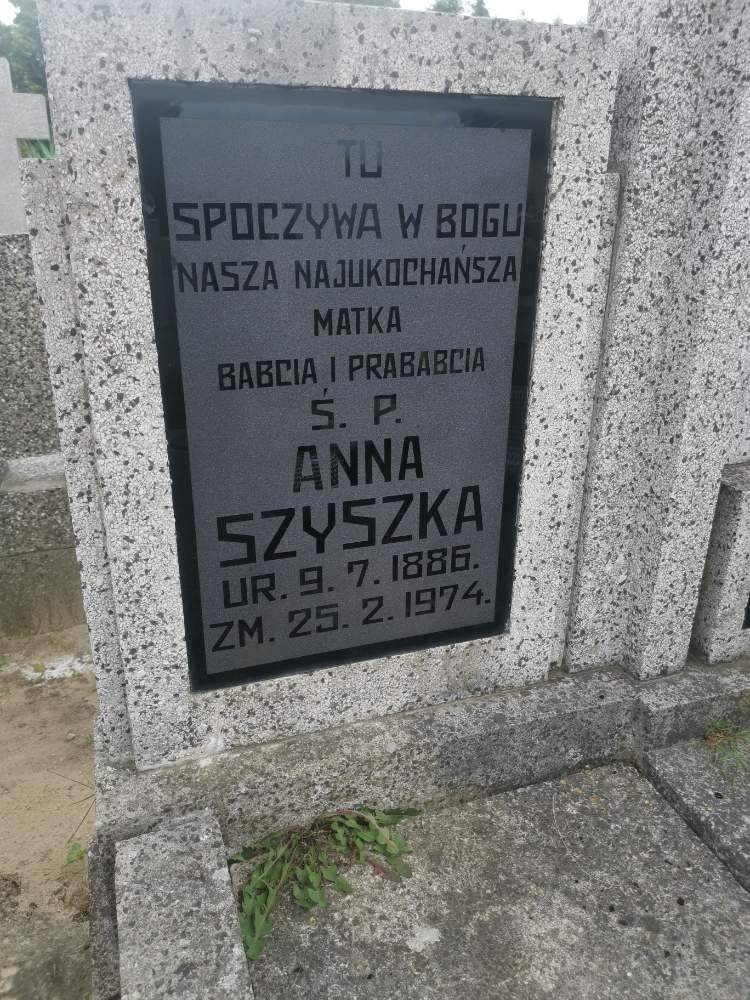 TU
SPOCZYWA W BOGU
NASZA NAJUKOCHAŃSZA
MATKA
BABCIA I PRABABCIA
Ś. P.
ANNA
SZYSZKA
UR. 9. 7. 1886.
ZM. 25. 2. 1974.